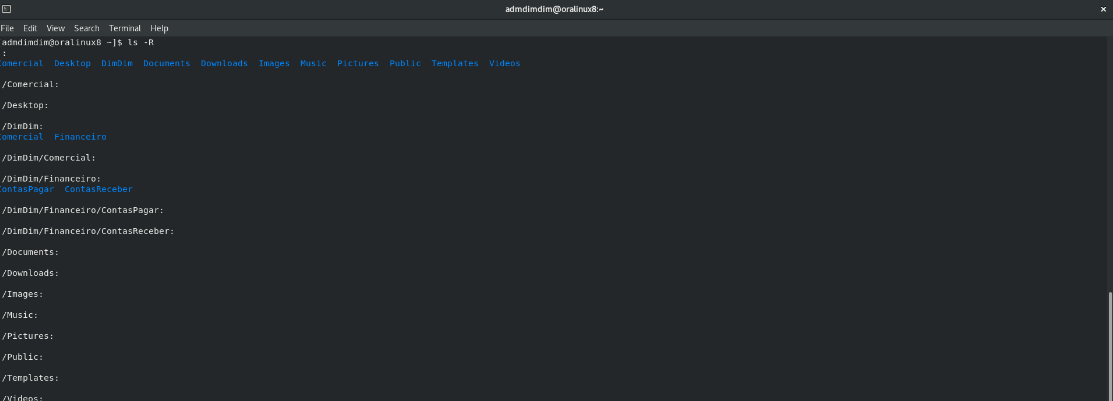 admdimdim@oralinux8:~
File Edit View Search Terminal Help
admdimdim@oralinux8 ~]$ ls -R
:
Comercial Desktop DimDim Documents Downloads Images Music Pictures Public Templates Videos
/Comercial:
/Desktop:
/DimDim:
Comercial Financeiro
/DimDim/Comercial:
/DimDim/Financeiro:
ContasPagar ContasReceber
/DimDim/Financeiro/ContasPagar:
/DimDim/Financeiro/ContasReceber:
/Documents:
/Downloads:
/Images:
/Music:
/Pictures:
/Public:
/Templates:
/Videos: